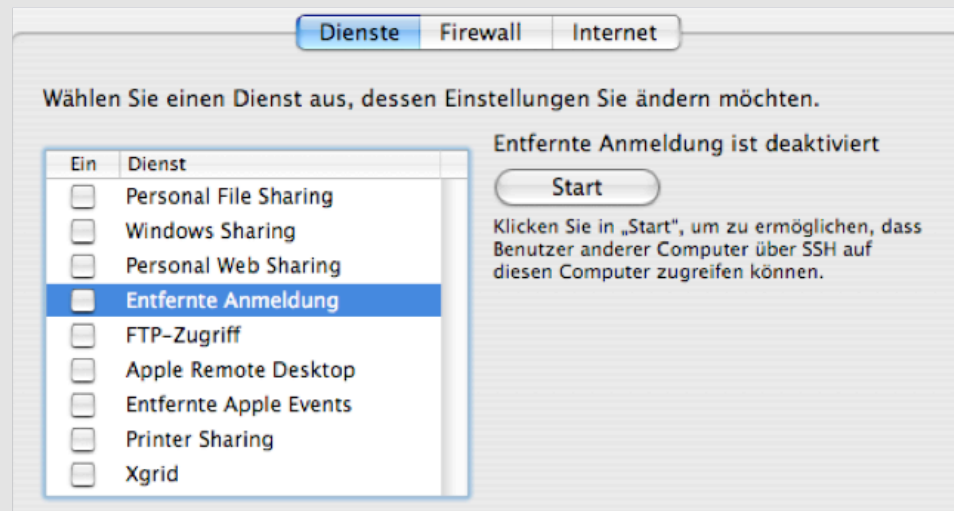 Dienste Firewall Internet
Wählen Sie einen Dienst aus, dessen Einstellungen Sie ändern möchten.
Ein Dienst
Personal File Sharing
Windows Sharing
Personal Web Sharing
Entfernte Anmeldung
FTP-Zugriff
Apple Remote Desktop
Entfernte Apple Events
Printer Sharing
Xgrid
Entfernte Anmeldung ist deaktiviert
Start
Klicken Sie in „Start“, um zu ermöglichen, dass
Benutzer anderer Computer über SSH auf
diesen Computer zugreifen können.